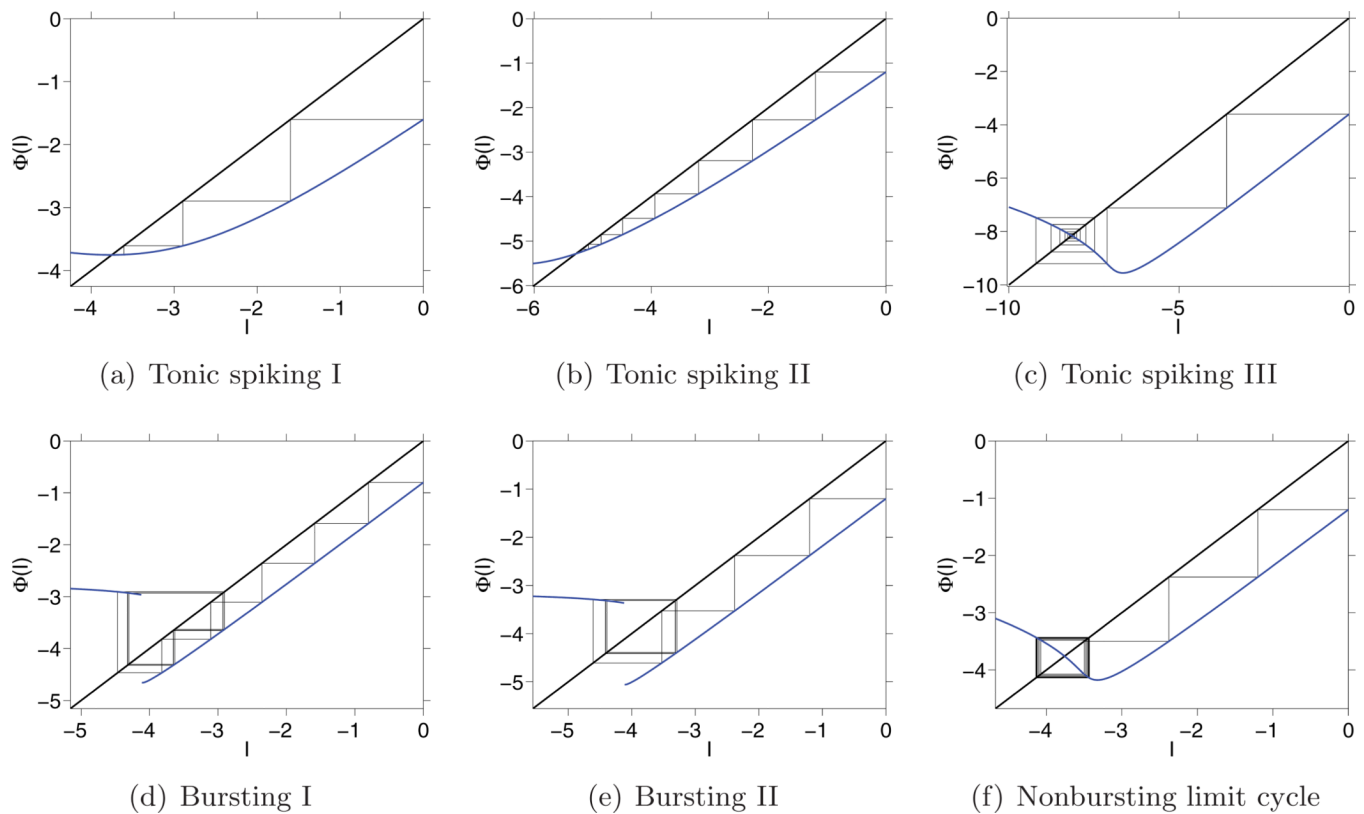 0
−1
−2
−3
−4
Φ(I)
−4 −3 −2 −1 0
I
(a) Tonic spiking I
0
−1
−2
−3
−4
−5
−6
Φ(I)
−6 −4 −2 0
I
(b) Tonic spiking II
0
−2
−4
−6
−8
−10
Φ(I)
−10 −5 0
I
(c) Tonic spiking III
0
−1
−2
−3
−4
−5
Φ(I)
−5 −4 −3 −2 −1 0
I
(d) Bursting I
0
−1
−2
−3
−4
−5
Φ(I)
−5 −4 −3 −2 −1 0
I
(e) Bursting II
0
−1
−2
−3
−4
Φ(I)
−4 −3 −2 −1 0
I
(f) Nonbursting limit cycle